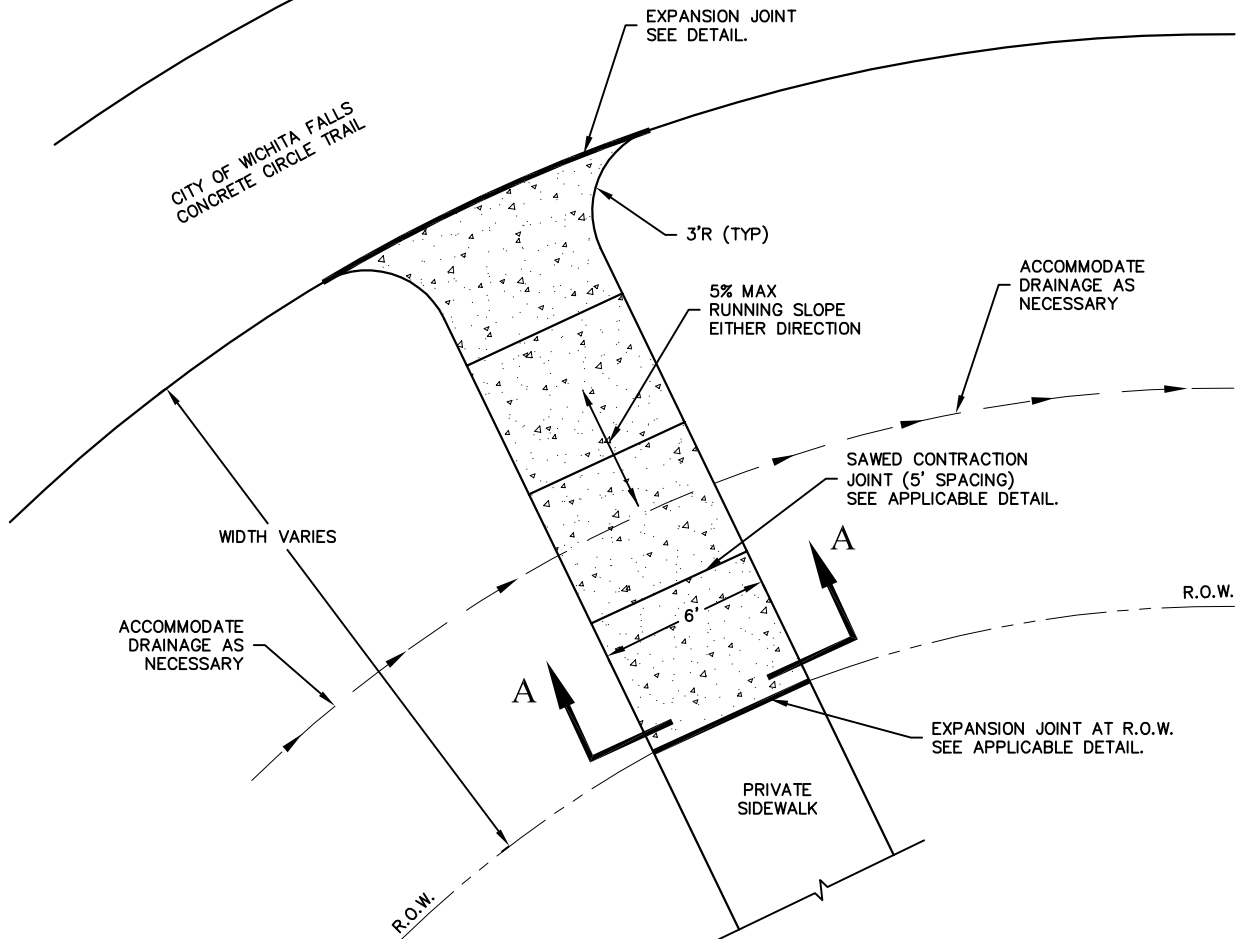 EXPANSION JOINT
SEE DETAIL.
CITY OF WICHITA FALLS
CONCRETE CIRCLE TRAIL
3'R (TYP)
ACCOMMODATE
DRAINAGE AS
NECESSARY
5% MAX
RUNNING SLOPE
EITHER DIRECTION
SAWED CONTRACTION
JOINT (5' SPACING)
SEE APPLICABLE DETAIL.
WIDTH VARIES
A
R.O.W.
6'
ACCOMMODATE
DRAINAGE AS
NECESSARY
A
EXPANSION JOINT AT R.O.W.
SEE APPLICABLE DETAIL.
PRIVATE
SIDEWALK
R.O.W.